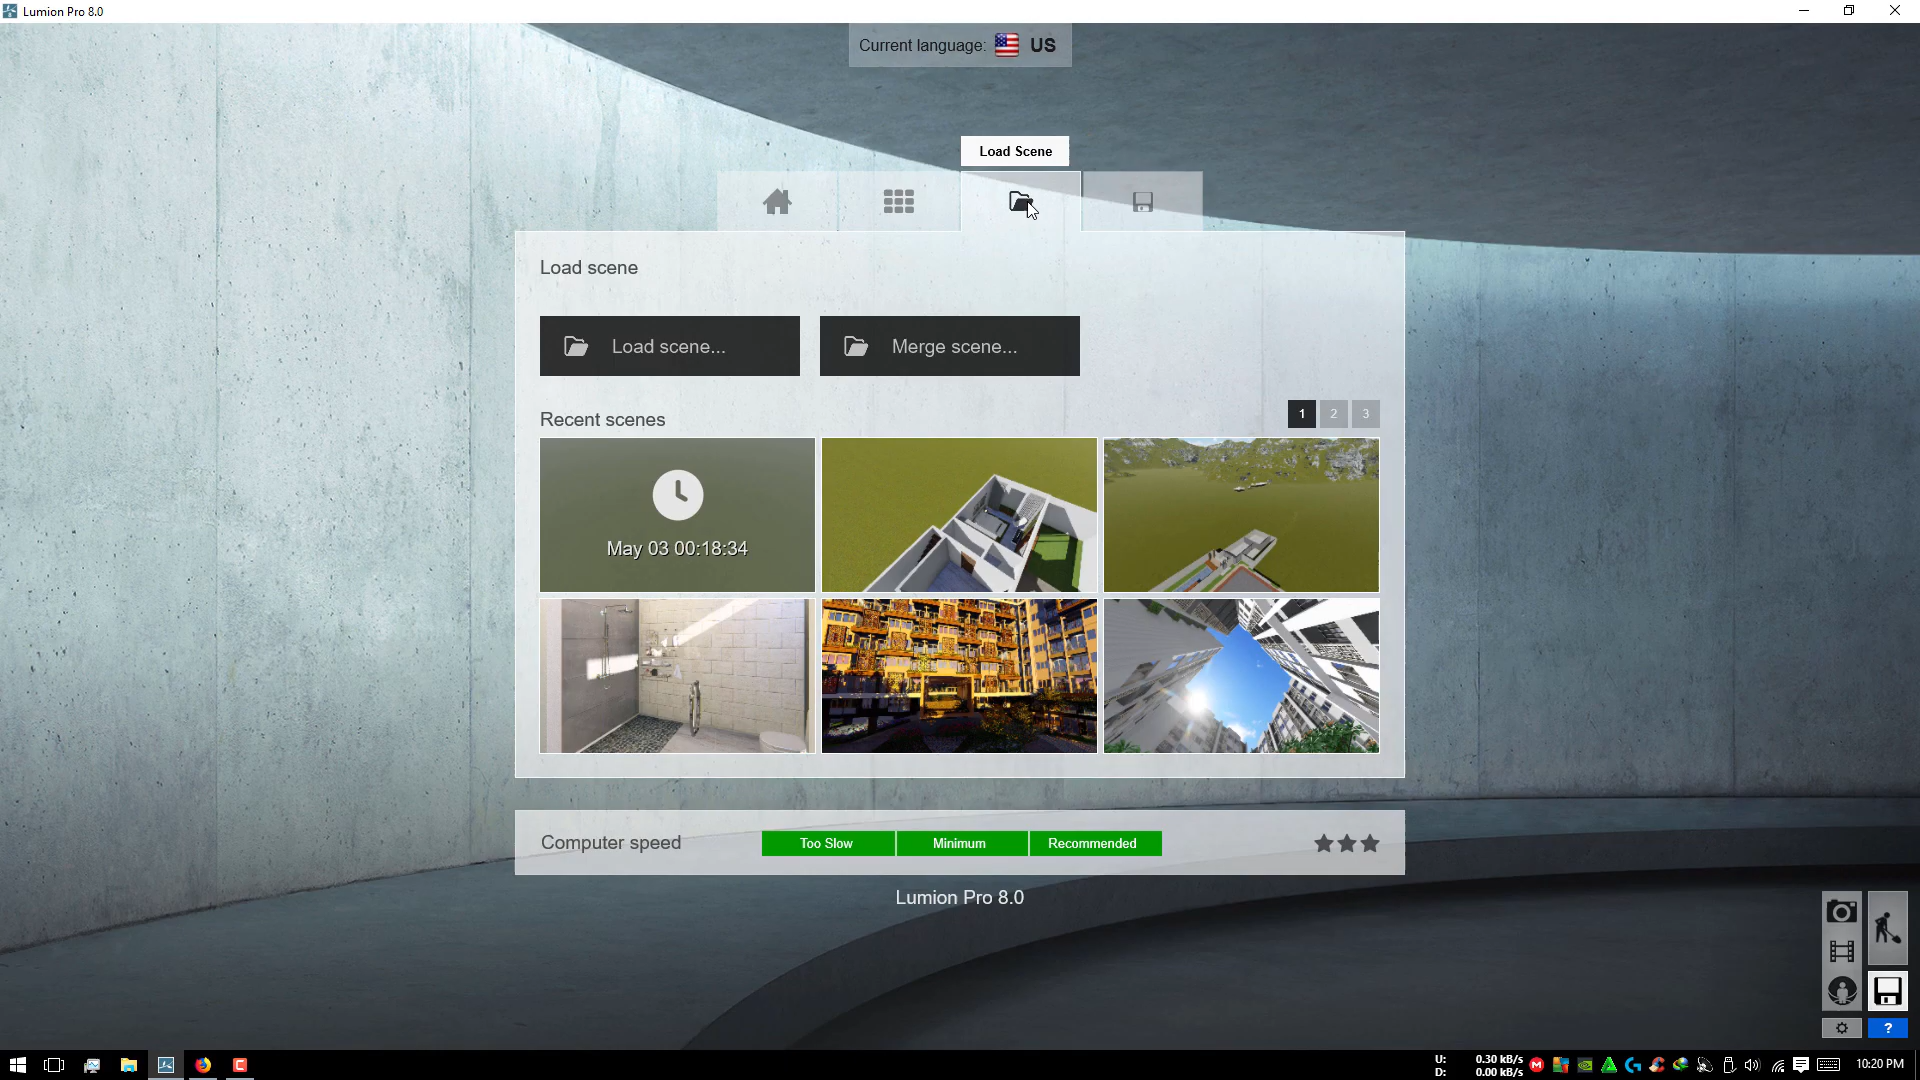 Lumion Pro 8.0
Current language: US
Load Scene
Load scene
Load scene...
Merge scene...
Recent scenes
1 2 3
May 03 00:18:34
Computer speed
Too Slow
Minimum
Recommended
Lumion Pro 8.0
?
U: 0.30 kB/s
D: 0.00 kB/s
10:20 PM